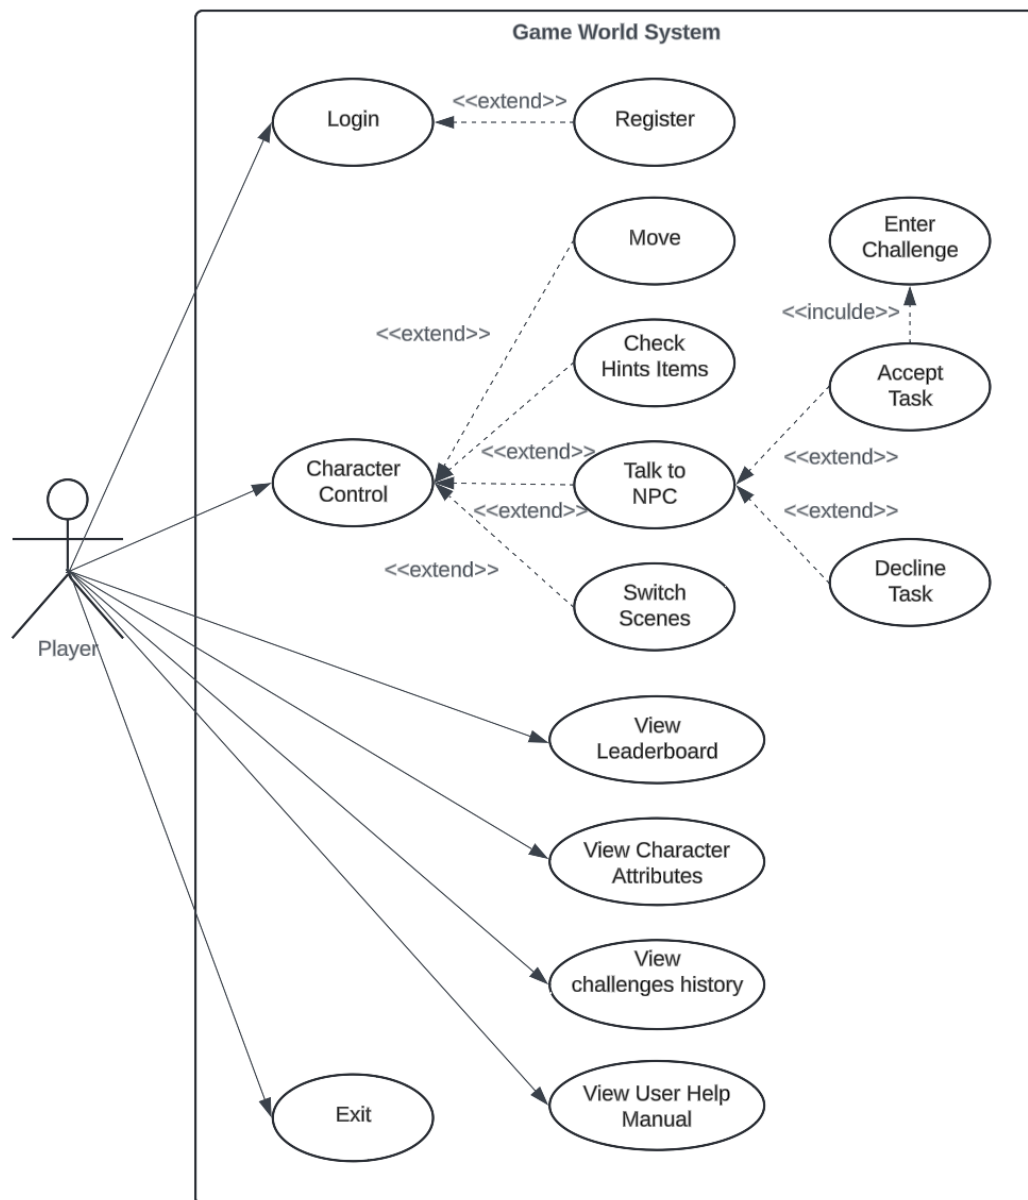 Game World System
<<extend>>
Login
Register
Move
Enter
Challenge
<<inculde>>
<<extend>>
Check
Hints Items
Accept
Task
<<extend>>
<<extend>>
Character
Control
Talk to
NPC
<<extend>>
<<extend>>
<<extend>>
Decline
Task
Switch
Scenes
Player
View
Leaderboard
View Character
Attributes
View
challenges history
View User Help
Manual
Exit